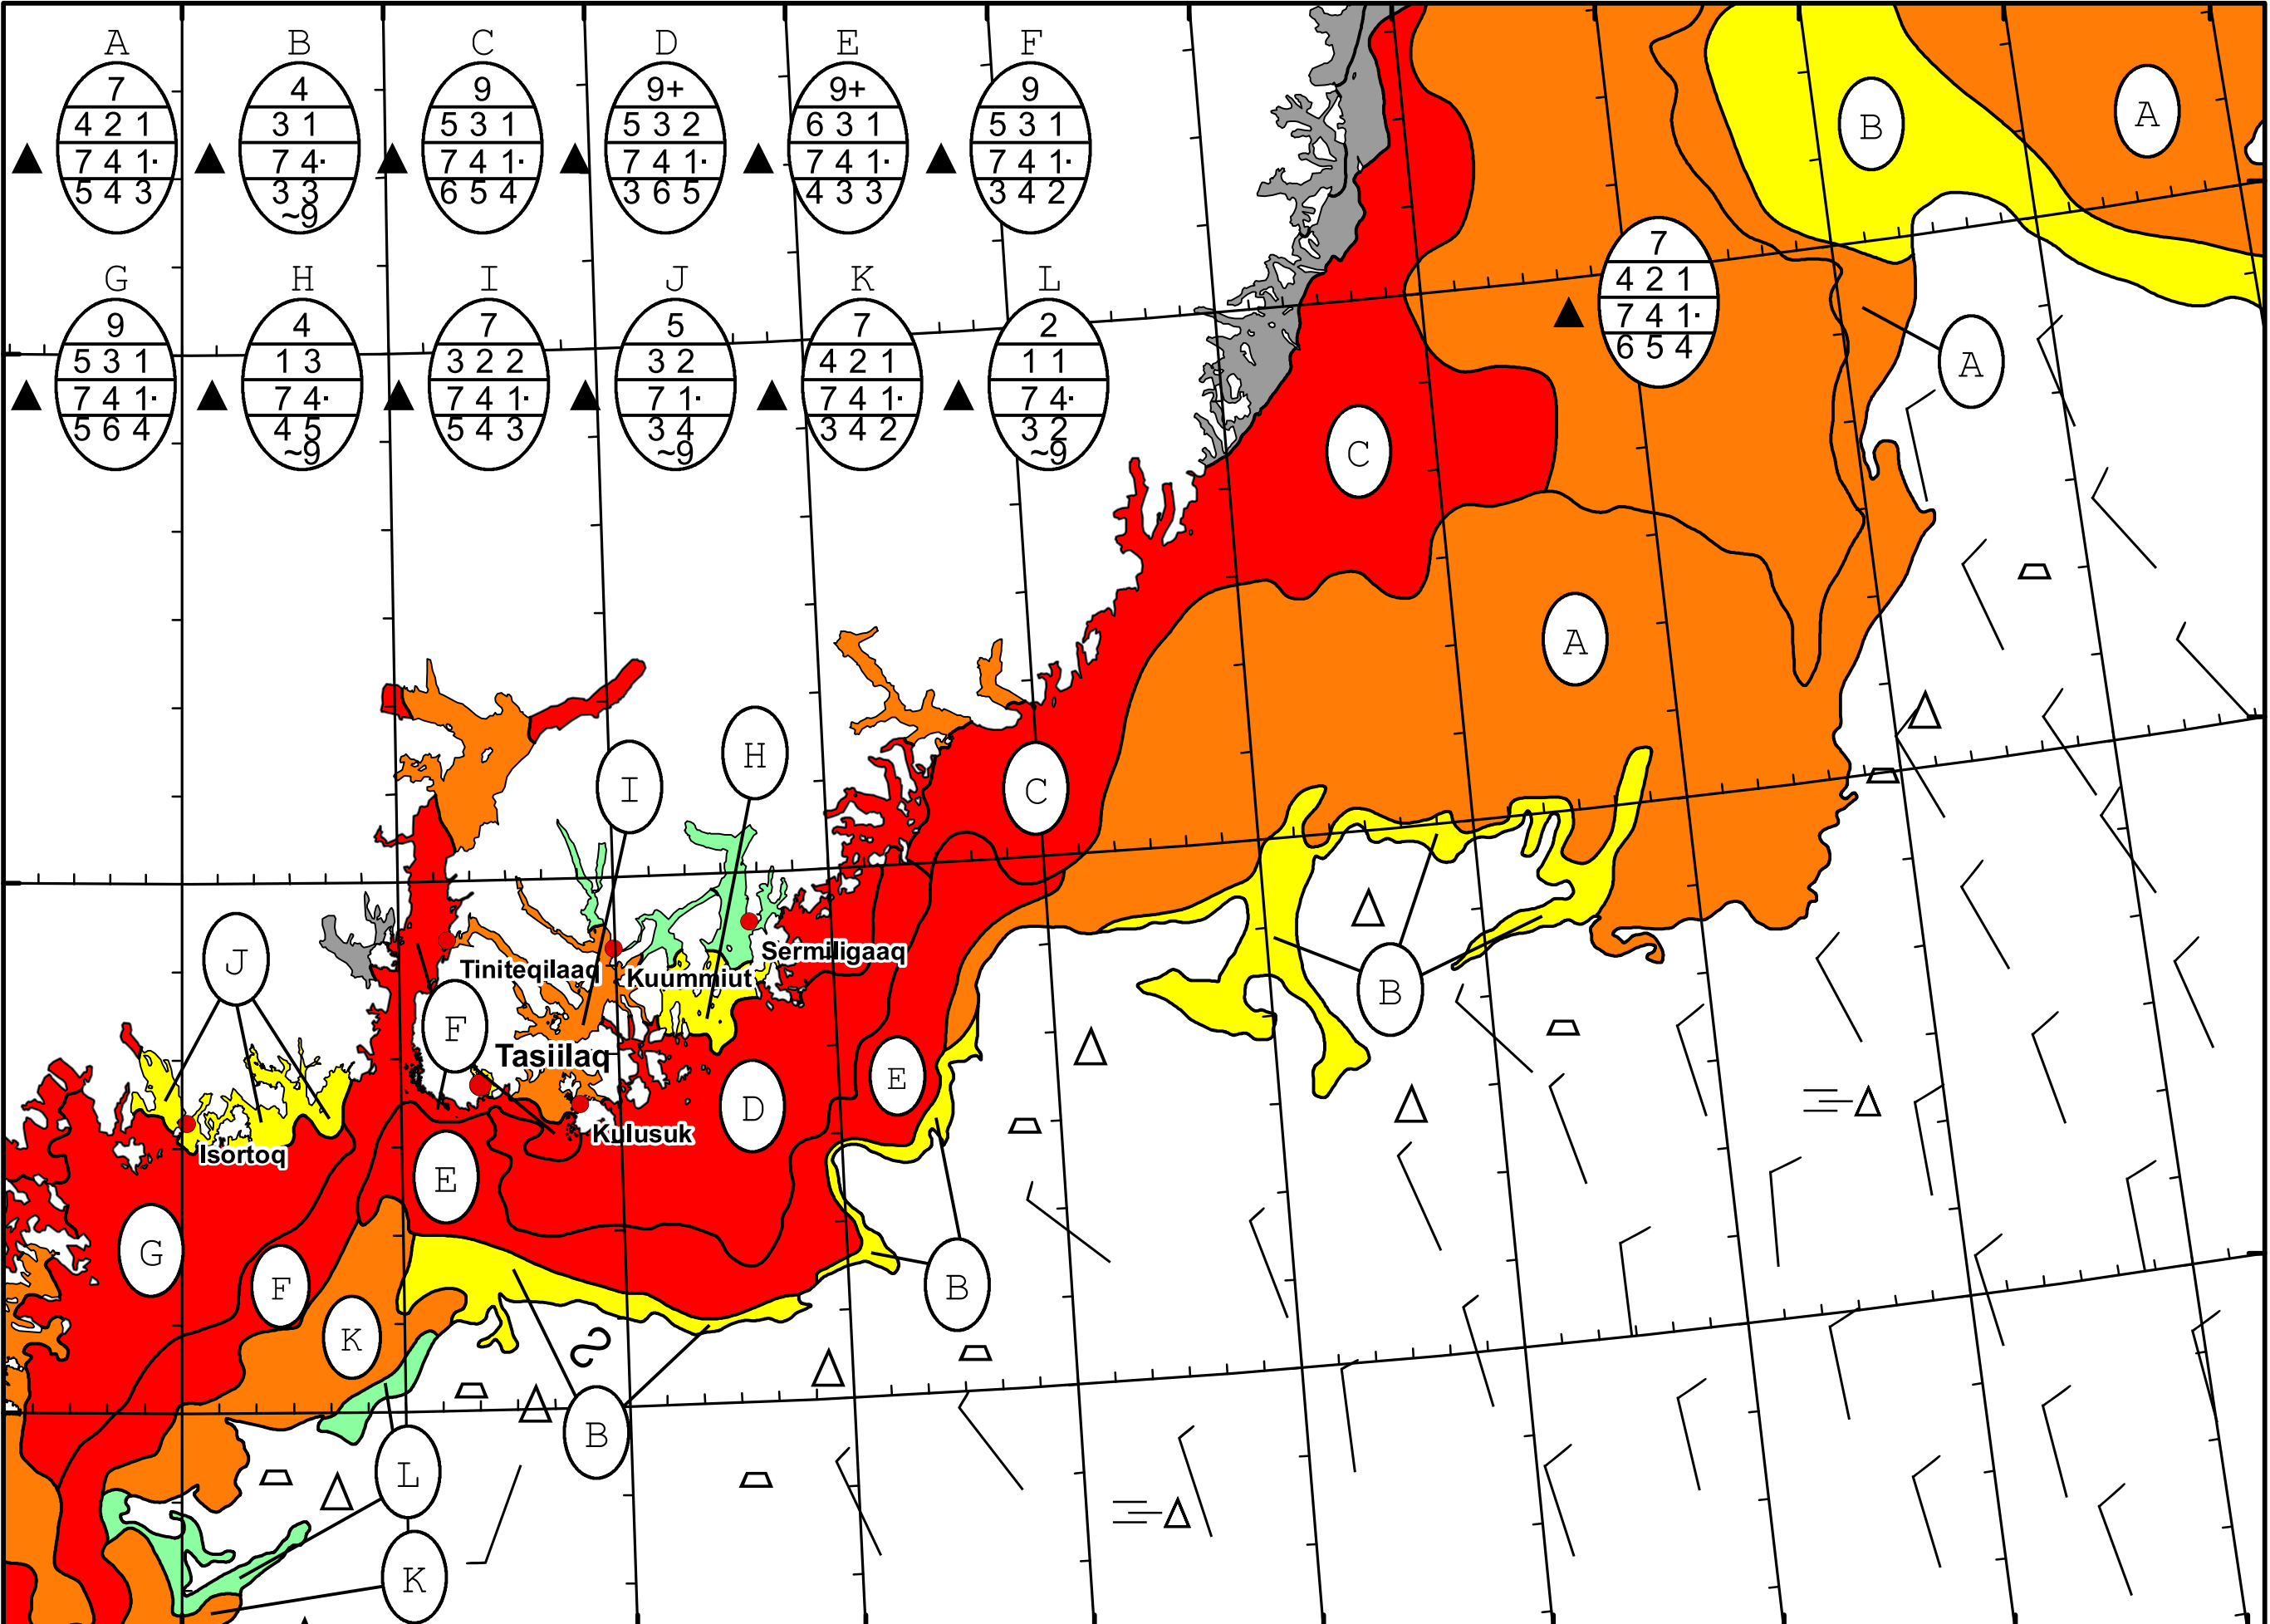 A B C D E F
7 4 9 9+ 9+ 9
4 2 1 3 1 5 3 1 5 3 2 6 3 1 5 3 1
7 4 1· 7 4· 7 4 1· 7 4 1· 7 4 1· 7 4 1·
5 4 3 3 3 6 5 4 3 6 5 4 3 3 3 4 2
~9
B A
7
4 2 1
7 4 1·
6 5 4
G H I J K L
9 4 7 5 7 2
5 3 1 1 3 3 2 2 3 2 4 2 1 1 1
7 4 1· 7 4· 7 4 1· 7 1· 7 4 1· 7 4·
5 6 4 4 5 5 4 3 3 4 3 4 2 3 2
~9 ~9 ~9
A
C
A
H
I C
J
Sermiligaaq
Tiniteqilaaq Kuummiut
B
F
Tasiilaq
E
D
Kulusuk
Isortoq
E
G
F B
K
B
L
K